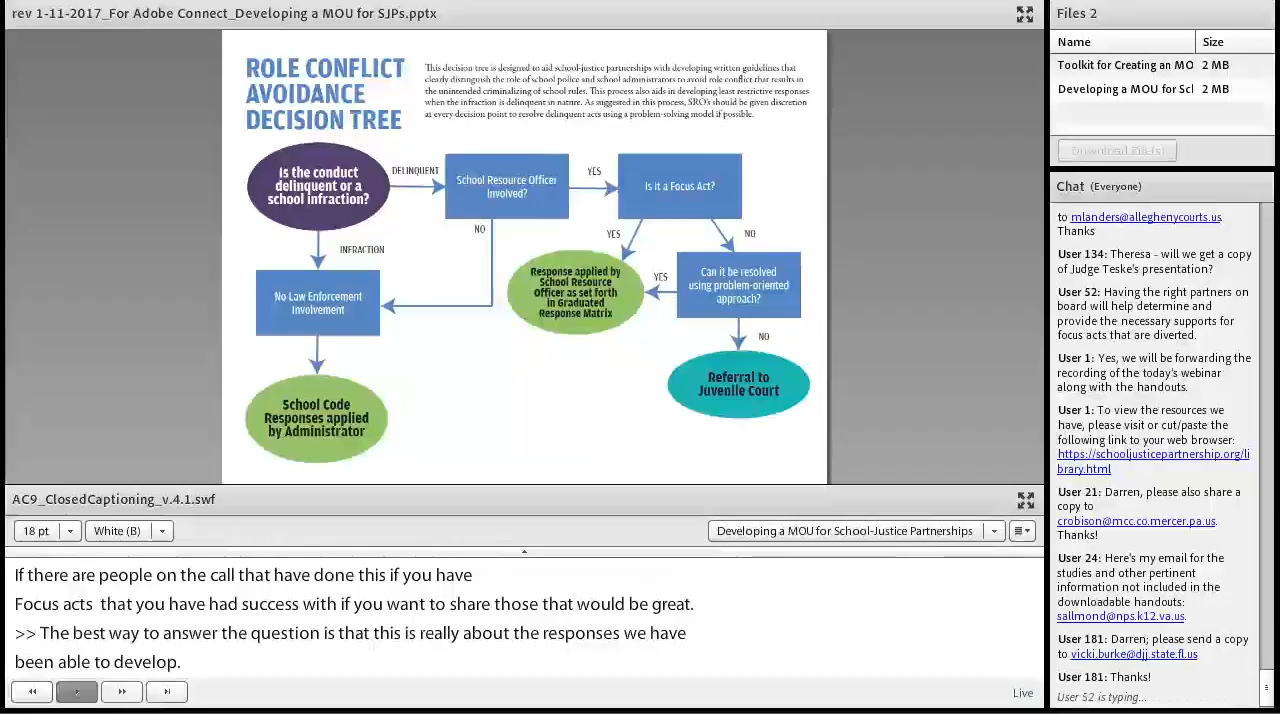 rev 1-11-2017_For Adobe Connect_Developing a MOU for SJPs.pptx
ROLE CONFLICT
AVOIDANCE
DECISION TREE
This decision tree is designed to aid school-justice partnerships with developing written guidelines that
clearly distinguish the role of school police and school administrators to avoid role conflict that results in
the unintended criminalizing of school rules. This process also aids in developing least restrictive responses
when the infraction is delinquent in nature. As suggested in this process, SRO's should be given discretion
at every decision point to resolve delinquent acts using a problem-solving model if possible.
Is the conduct
delinquent or a
school infraction?
DELINQUENT
School Resource Officer
Involved?
YES
Is it a Focus Act?
INFRACTION
NO
YES
NO
No Law Enforcement
Involvement
Response applied by
School Resource
Officer as set forth
in Graduated
Response Matrix
YES
Can it be resolved
using problem-oriented
approach?
NO
School Code
Responses applied
by Administrator
Referral to
Juvenile Court
AC9_ClosedCaptioning_v.4.1.swf
18 pt
White (B)
Developing a MOU for School-Justice Partnerships
If there are people on the call that have done this if you have
Focus acts that you have had success with if you want to share those that would be great.
>> The best way to answer the question is that this is really about the responses we have
been able to develop.
Live
Files 2
Name Size
Toolkit for Creating an MO 2 MB
Developing a MOU for Scl 2 MB
Download File(s)
Chat (Everyone)
to mlanders@alleghenycourts.us.
Thanks
User 134: Theresa - will we get a copy
of Judge Teske's presentation?
User 52: Having the right partners on
board will help determine and
provide the necessary supports for
focus acts that are diverted.
User 1: Yes, we will be forwarding the
recording of the today's webinar
along with the handouts.
User 1: To view the resources we
have, please visit or cut/paste the
following link to your web browser:
https://schooljusticepartnership.org/li
brary.html
User 21: Darren, please also share a
copy to
crobison@mcc.co.mercer.pa.us.
Thanks!
User 24: Here's my email for the
studies and other pertinent
information not included in the
downloadable handouts:
sallmond@nps.k12.va.us.
User 181: Darren; please send a copy
to vicki.burke@djj.state.fl.us
User 181: Thanks!
User 52 is typing...